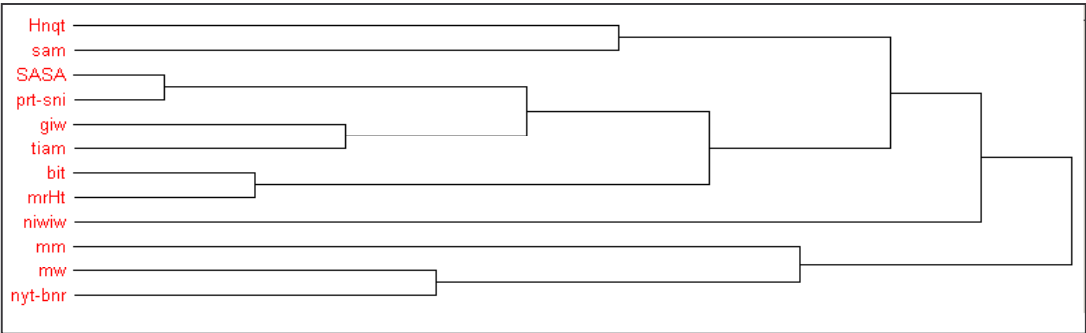 Hnqt
sam
SASA
prt-sni
giw
tiam
bit
mrHt
niwiw
mm
mw
nyt-bnr